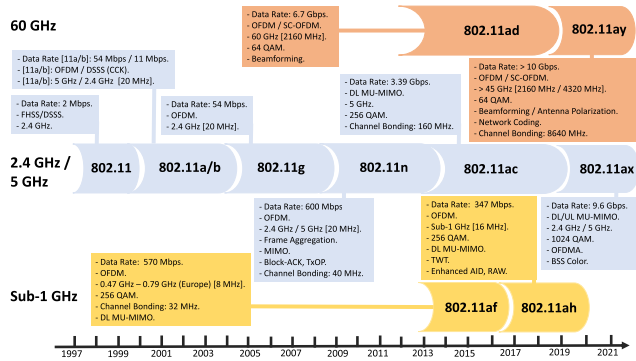 60 GHz
- Data Rate: 6.7 Gbps.
- OFDM / SC-OFDM.
- 60 GHz [2160 MHz].
- 64 QAM.
- Beamforming.
802.11ad
802.11ay
- Data Rate: > 10 Gbps.
- OFDM / SC-OFDM.
- > 45 GHz [2160 MHz / 4320 MHz].
- 64 QAM.
- Beamforming / Antenna Polarization.
- Network Coding.
- Channel Bonding: 8640 MHz.
- Data Rate [11a/b]: 54 Mbps / 11 Mbps.
- [11a/b]: OFDM / DSSS (CCK).
- [11a/b]: 5 GHz / 2.4 GHz [20 MHz].
- Data Rate: 2 Mbps.
- FHSS/DSSS.
- 2.4 GHz.
- Data Rate: 54 Mbps.
- OFDM.
- 2.4 GHz [20 MHz].
- Data Rate: 3.39 Gbps.
- DL MU-MIMO.
- 5 GHz.
- 256 QAM.
- Channel Bonding: 160 MHz.
2.4 GHz /
5 GHz
802.11
802.11a/b
802.11g
802.11n
802.11ac
802.11ax
- Data Rate: 600 Mbps
- OFDM.
- 2.4 GHz / 5 GHz [20 MHz].
- Frame Aggregation.
- MIMO.
- Block-ACK, TxOP.
- Channel Bonding: 40 MHz.
- Data Rate: 347 Mbps.
- OFDM.
- Sub-1 GHz [16 MHz].
- 256 QAM.
- DL MU-MIMO.
- TWT.
- Enhanced AID, RAW.
- Data Rate: 9.6 Gbps.
- DL/UL MU-MIMO.
- 2.4 GHz / 5 GHz.
- 1024 QAM.
- OFDMA.
- BSS Color.
- Data Rate: 570 Mbps.
- OFDM.
- 0.47 GHz – 0.79 GHz (Europe) [8 MHz].
- 256 QAM.
- Channel Bonding: 32 MHz.
- DL MU-MIMO.
Sub-1 GHz
802.11af
802.11ah
1997 1999 2001 2003 2005 2007 2009 2011 2013 2015 2017 2019 2021